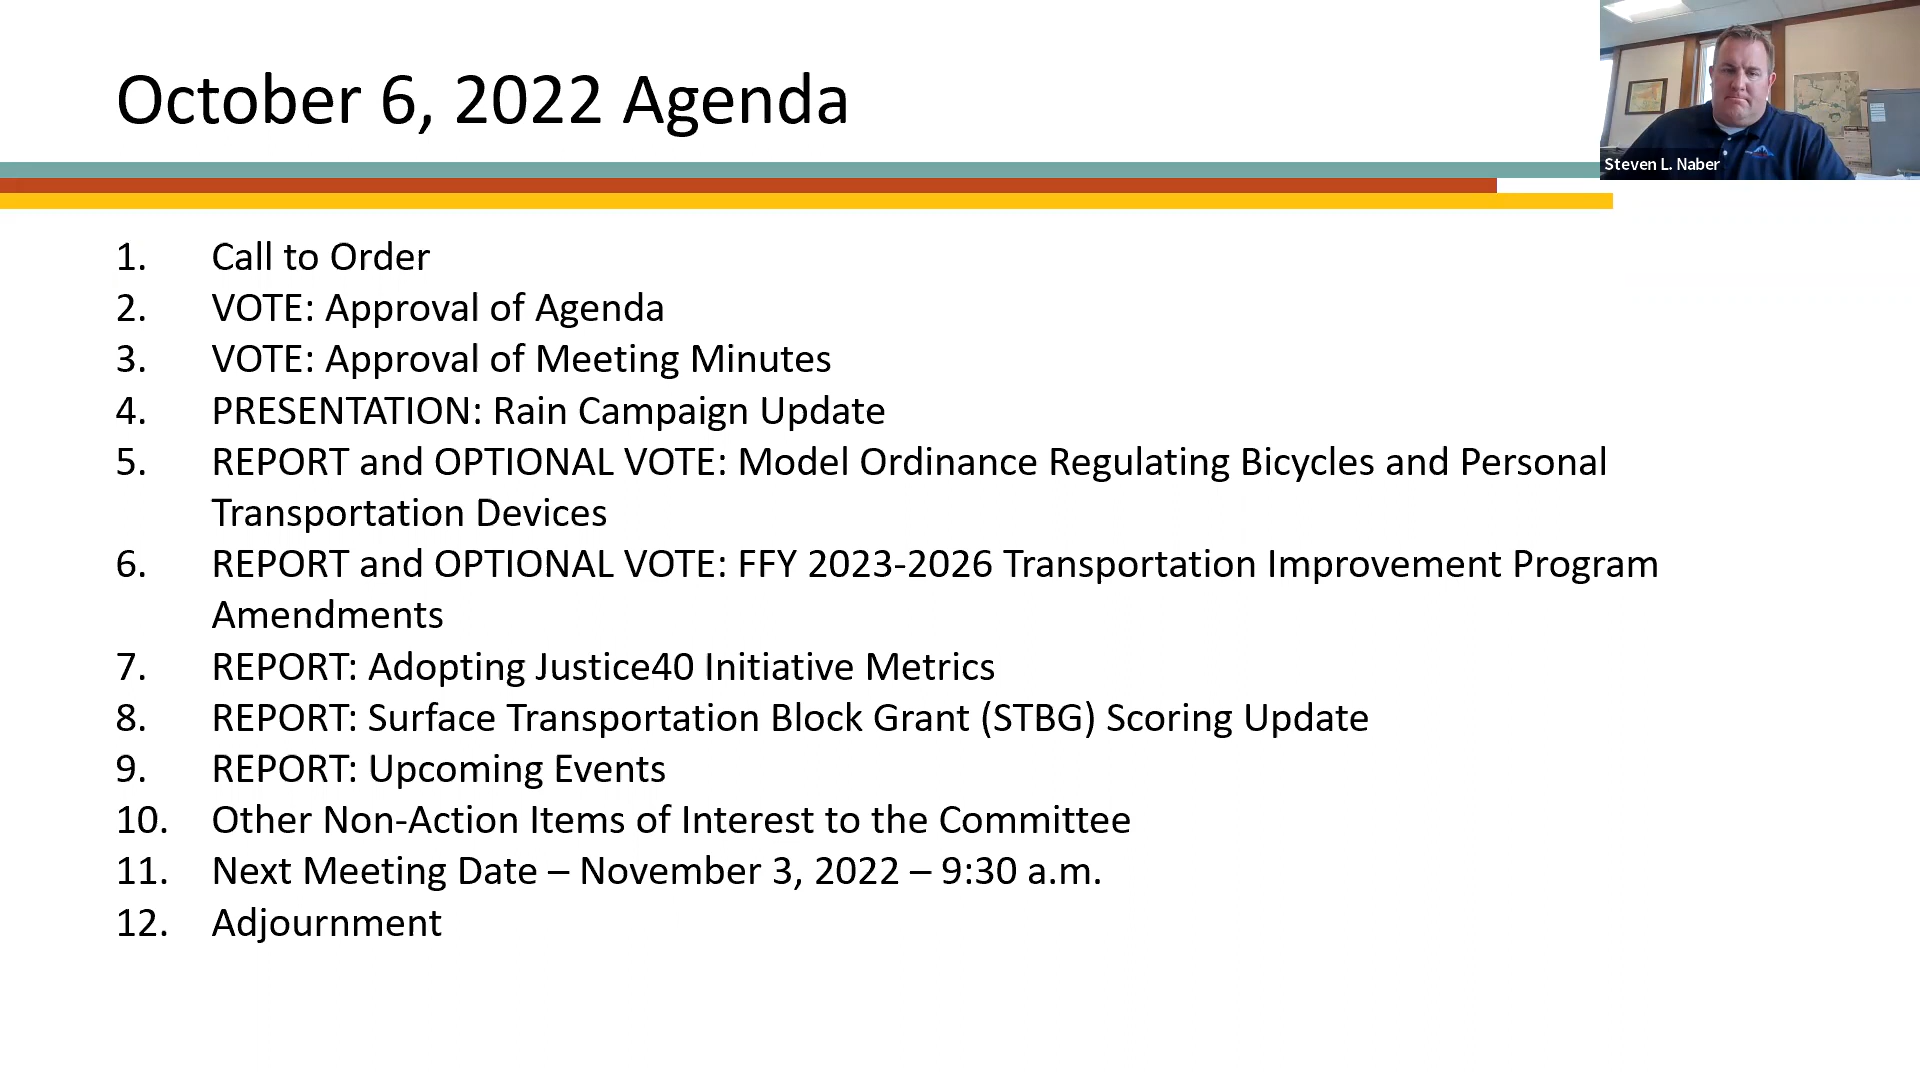 October 6, 2022 Agenda
Steven L. Naber
1. Call to Order
2. VOTE: Approval of Agenda
3. VOTE: Approval of Meeting Minutes
4. PRESENTATION: Rain Campaign Update
5. REPORT and OPTIONAL VOTE: Model Ordinance Regulating Bicycles and Personal
Transportation Devices
6. REPORT and OPTIONAL VOTE: FFY 2023-2026 Transportation Improvement Program
Amendments
7. REPORT: Adopting Justice40 Initiative Metrics
8. REPORT: Surface Transportation Block Grant (STBG) Scoring Update
9. REPORT: Upcoming Events
10. Other Non-Action Items of Interest to the Committee
11. Next Meeting Date – November 3, 2022 – 9:30 a.m.
12. Adjournment